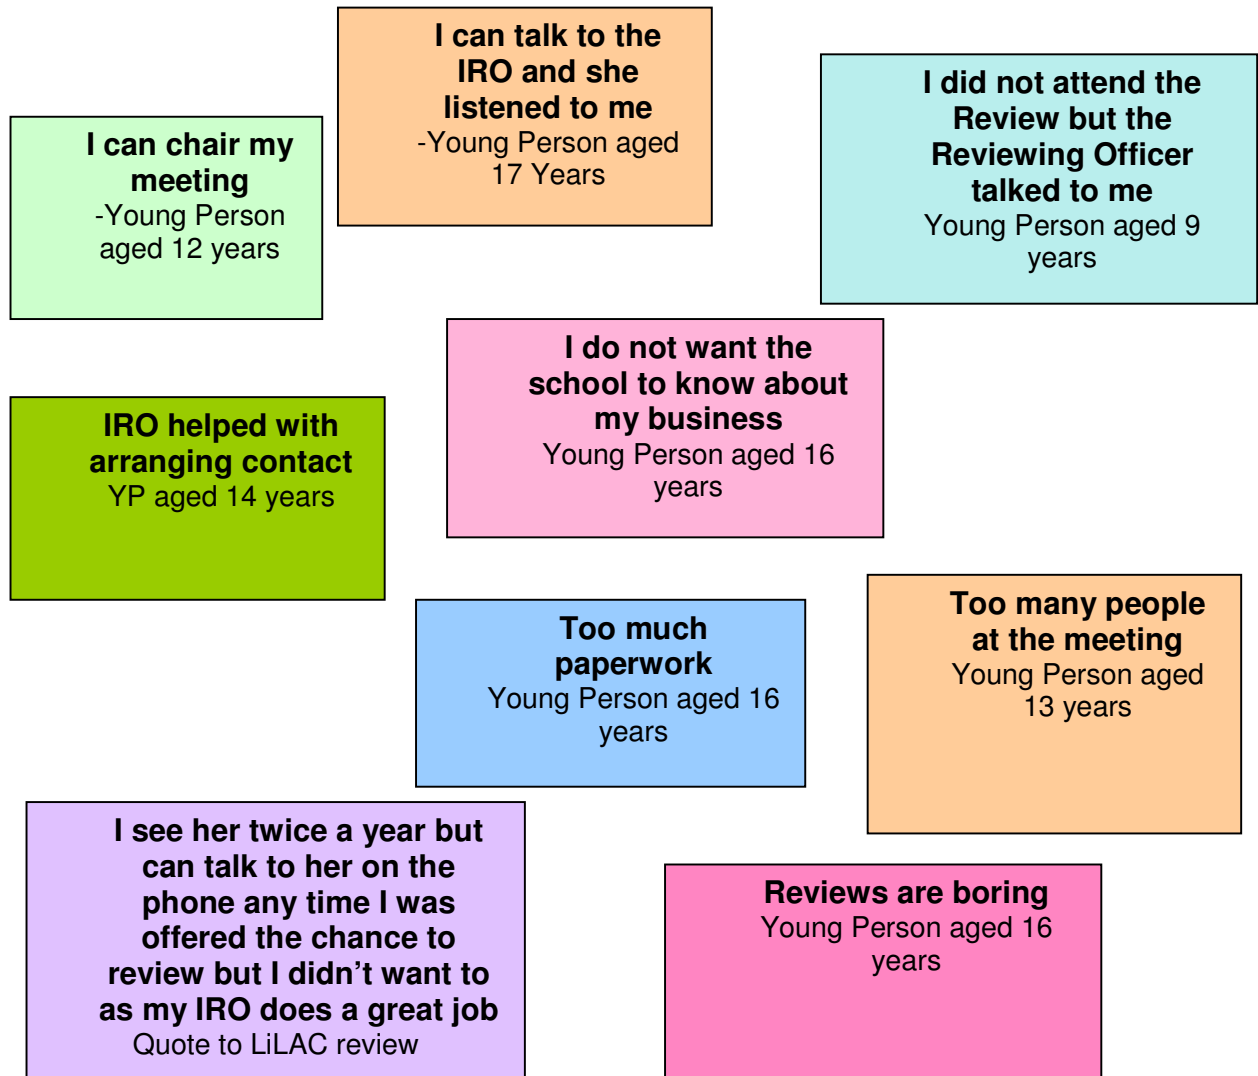 I can talk to the
IRO and she
listened to me
-Young Person aged
17 Years
I did not attend the
Review but the
Reviewing Officer
talked to me
Young Person aged 9
years
I can chair my
meeting
-Young Person
aged 12 years
I do not want the
school to know about
my business
Young Person aged 16
years
IRO helped with
arranging contact
YP aged 14 years
Too much
paperwork
Young Person aged 16
years
Too many people
at the meeting
Young Person aged
13 years
I see her twice a year but
can talk to her on the
phone any time I was
offered the chance to
review but I didn’t want to
as my IRO does a great job
Quote to LiLAC review
Reviews are boring
Young Person aged 16
years